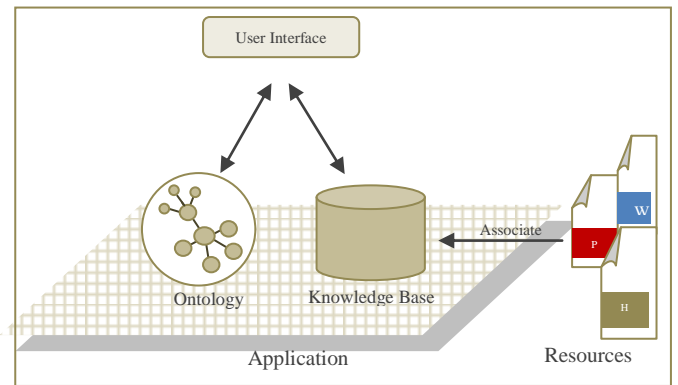 User Interface
W
Associate
P
Ontology
Knowledge Base
H
Application
Resources